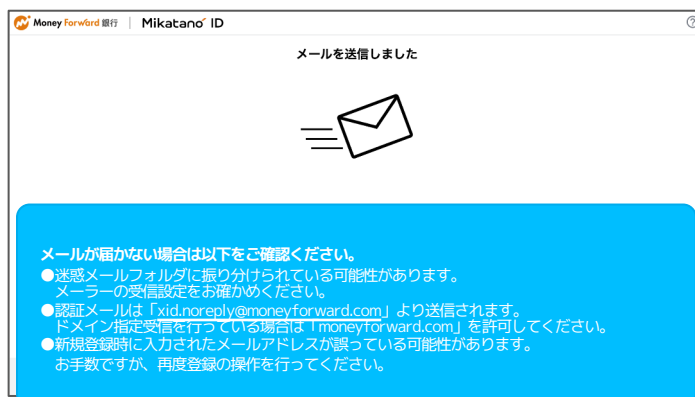 Money Forward 銀行 | Mikatano ID
メールを送信しました
メールが届かない場合は以下をご確認ください。
●迷惑メールフォルダに振り分けられている可能性があります。
メーラーの受信設定をお確かめください。
●認証メールは「xid.noreply@moneyforward.com」より送信されます。
ドメイン指定受信を行っている場合は「moneyforward.com」を許可してください。
●新規登録時に入力されたメールアドレスが誤っている可能性があります。
お手数ですが、再度登録の操作を行ってください。